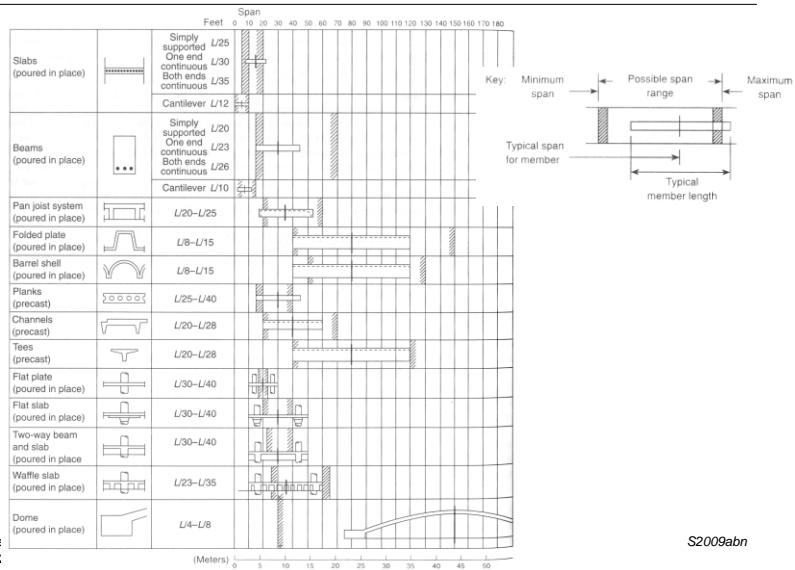 Span
Feet 0 10 20 30 40 50 60 70 80 90 100 110 120 130 140 150 160 170 180
Slabs
(poured in place)
Simply
supported L/25
One end
continuous L/30
Both ends
continuous L/35
Cantilever L/12
Beams
(poured in place)
Simply
supported L/20
One end
continuous L/23
Both ends
continuous L/26
Cantilever L/10
Pan joist system
(poured in place)
L/20–L/25
Folded plate
(poured in place)
L/8–L/15
Barrel shell
(poured in place)
L/8–L/15
Planks
(precast)
L/25–L/40
Channels
(precast)
L/20–L/28
Tees
(precast)
L/20–L/28
Flat plate
(poured in place)
L/30–L/40
Flat slab
(poured in place)
L/30–L/40
Two-way beam
and slab
(poured in place
L/30–L/40
Waffle slab
(poured in place)
L/23–L/35
Dome
(poured in place)
L/4–L/8
(Meters) 0 5 10 15 20 25 30 35 40 45 50
Key: Minimum
span
Possible span
range
Maximum
span
Typical span
for member
Typical
member length
S2009abn